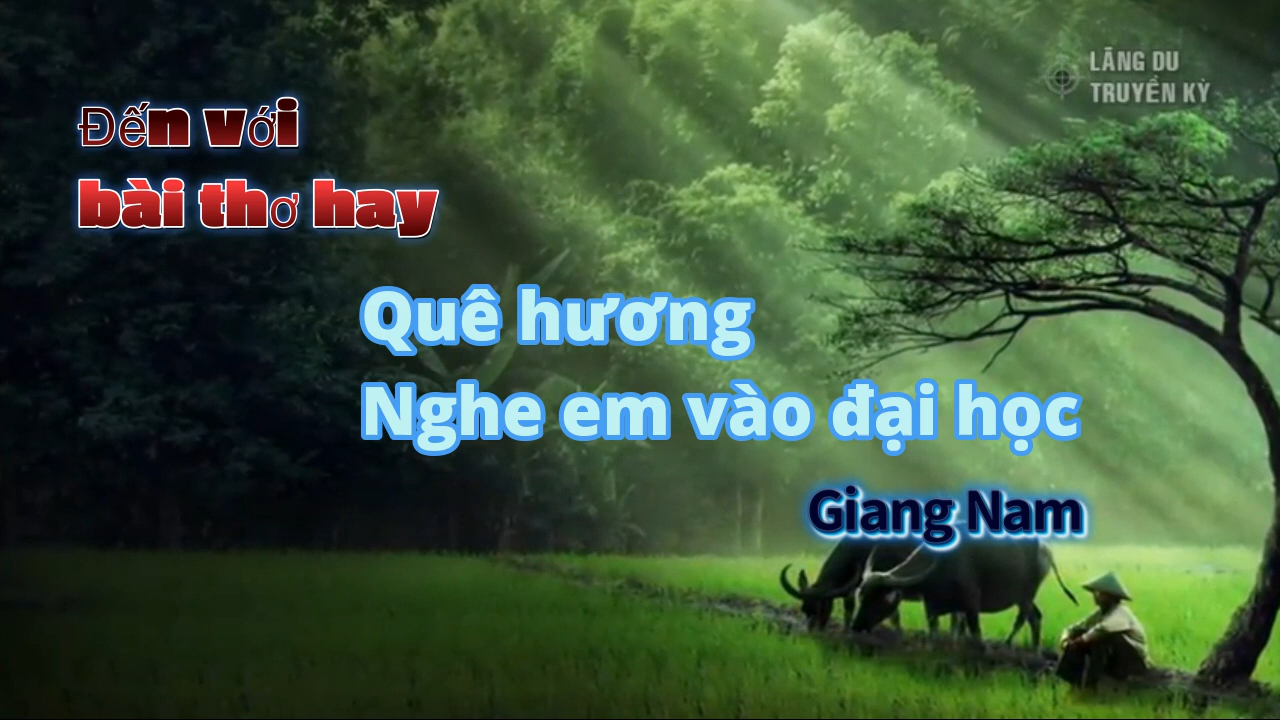 LÃNG DU
TRUYỀN KỲ
Đến với
bài thơ hay
Quê hương
Nghe em vào đại học
Giang Nam